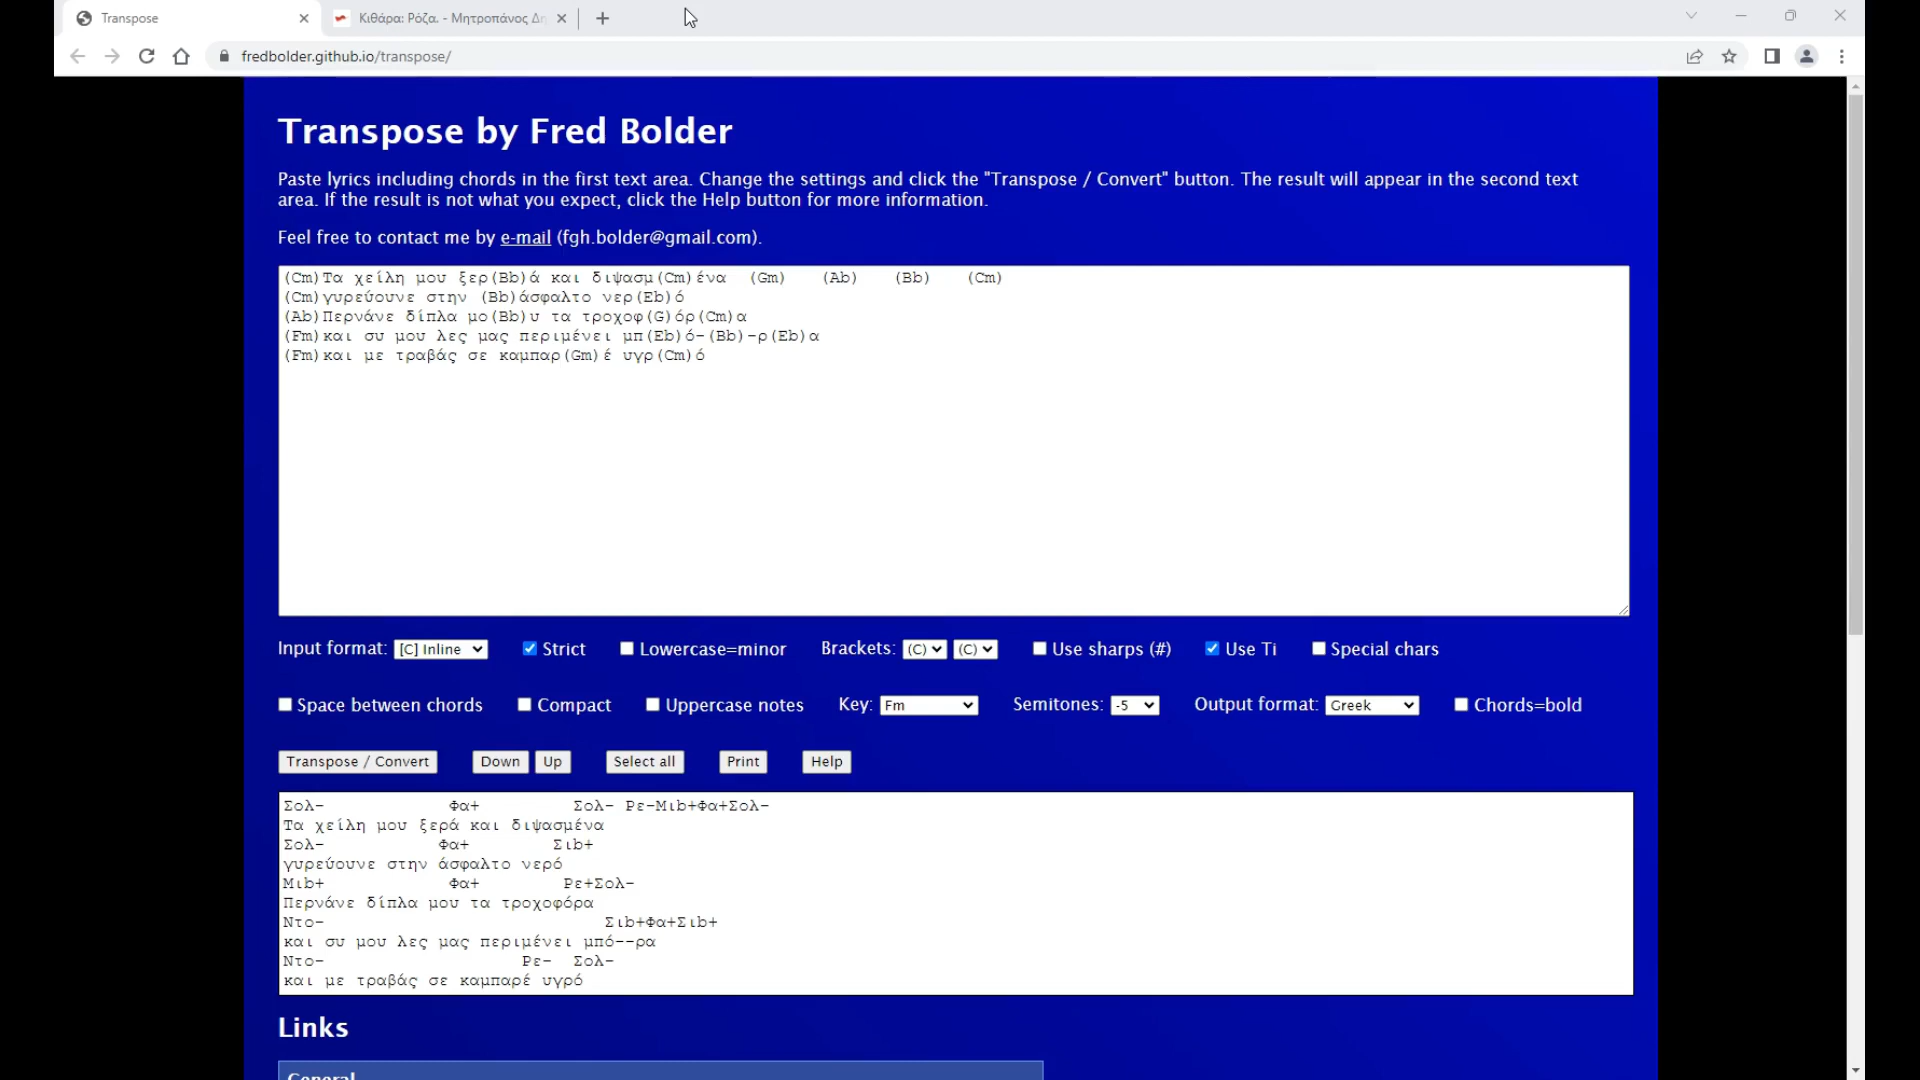 Transpose
Κιθάρα: Ρόζα. - Μητροπάνος Δη
fredbolder.github.io/transpose/
Transpose by Fred Bolder
Paste lyrics including chords in the first text area. Change the settings and click the "Transpose / Convert" button. The result will appear in the second text
area. If the result is not what you expect, click the Help button for more information.
Feel free to contact me by e-mail (fgh.bolder@gmail.com).
(Cm)Τα χείλη μου ξερ(Bb)ά και διψασμ(Cm)ένα  (Gm)   (Ab)   (Bb)   (Cm)
(Cm)γυρεύουνε στην (Bb)άσφαλτο νερ(Eb)ό
(Ab)Περνάνε δίπλα μο(Bb)υ τα τροχοφ(G)όρ(Cm)α
(Fm)και συ μου λες μας περιμένει μπ(Eb)ό-(Bb)-ρ(Eb)α
(Fm)και με τραβάς σε καμπαρ(Gm)έ υγρ(Cm)ό
Input format: [C] Inline Strict Lowercase=minor Brackets: (C) (C) Use sharps (#) Use Ti Special chars
Space between chords Compact Uppercase notes Key: Fm Semitones: -5 Output format: Greek Chords=bold
Transpose / Convert Down Up Select all Print Help
Σολ-            Φα+         Σολ- Ρε-Μιb+Φα+Σολ-
Τα χείλη μου ξερά και διψασμένα
Σολ-           Φα+        Σιb+
γυρεύουνε στην άσφαλτο νερό
Μιb+            Φα+        Ρε+Σολ-
Περνάνε δίπλα μου τα τροχοφόρα
Ντο-                           Σιb+Φα+Σιb+
και συ μου λες μας περιμένει μπό--ρα
Ντο-                   Ρε-  Σολ-
και με τραβάς σε καμπαρέ υγρό
Links
General